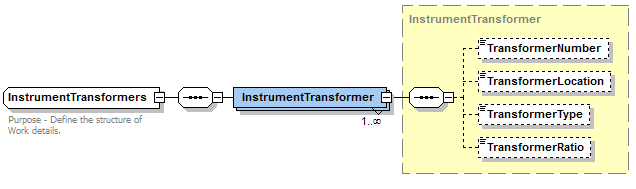 InstrumentTransformer
TransformerNumber
TransformerLocation
InstrumentTransformers
InstrumentTransformer
Purpose - Define the structure of
Work details.
1..∞
TransformerType
TransformerRatio